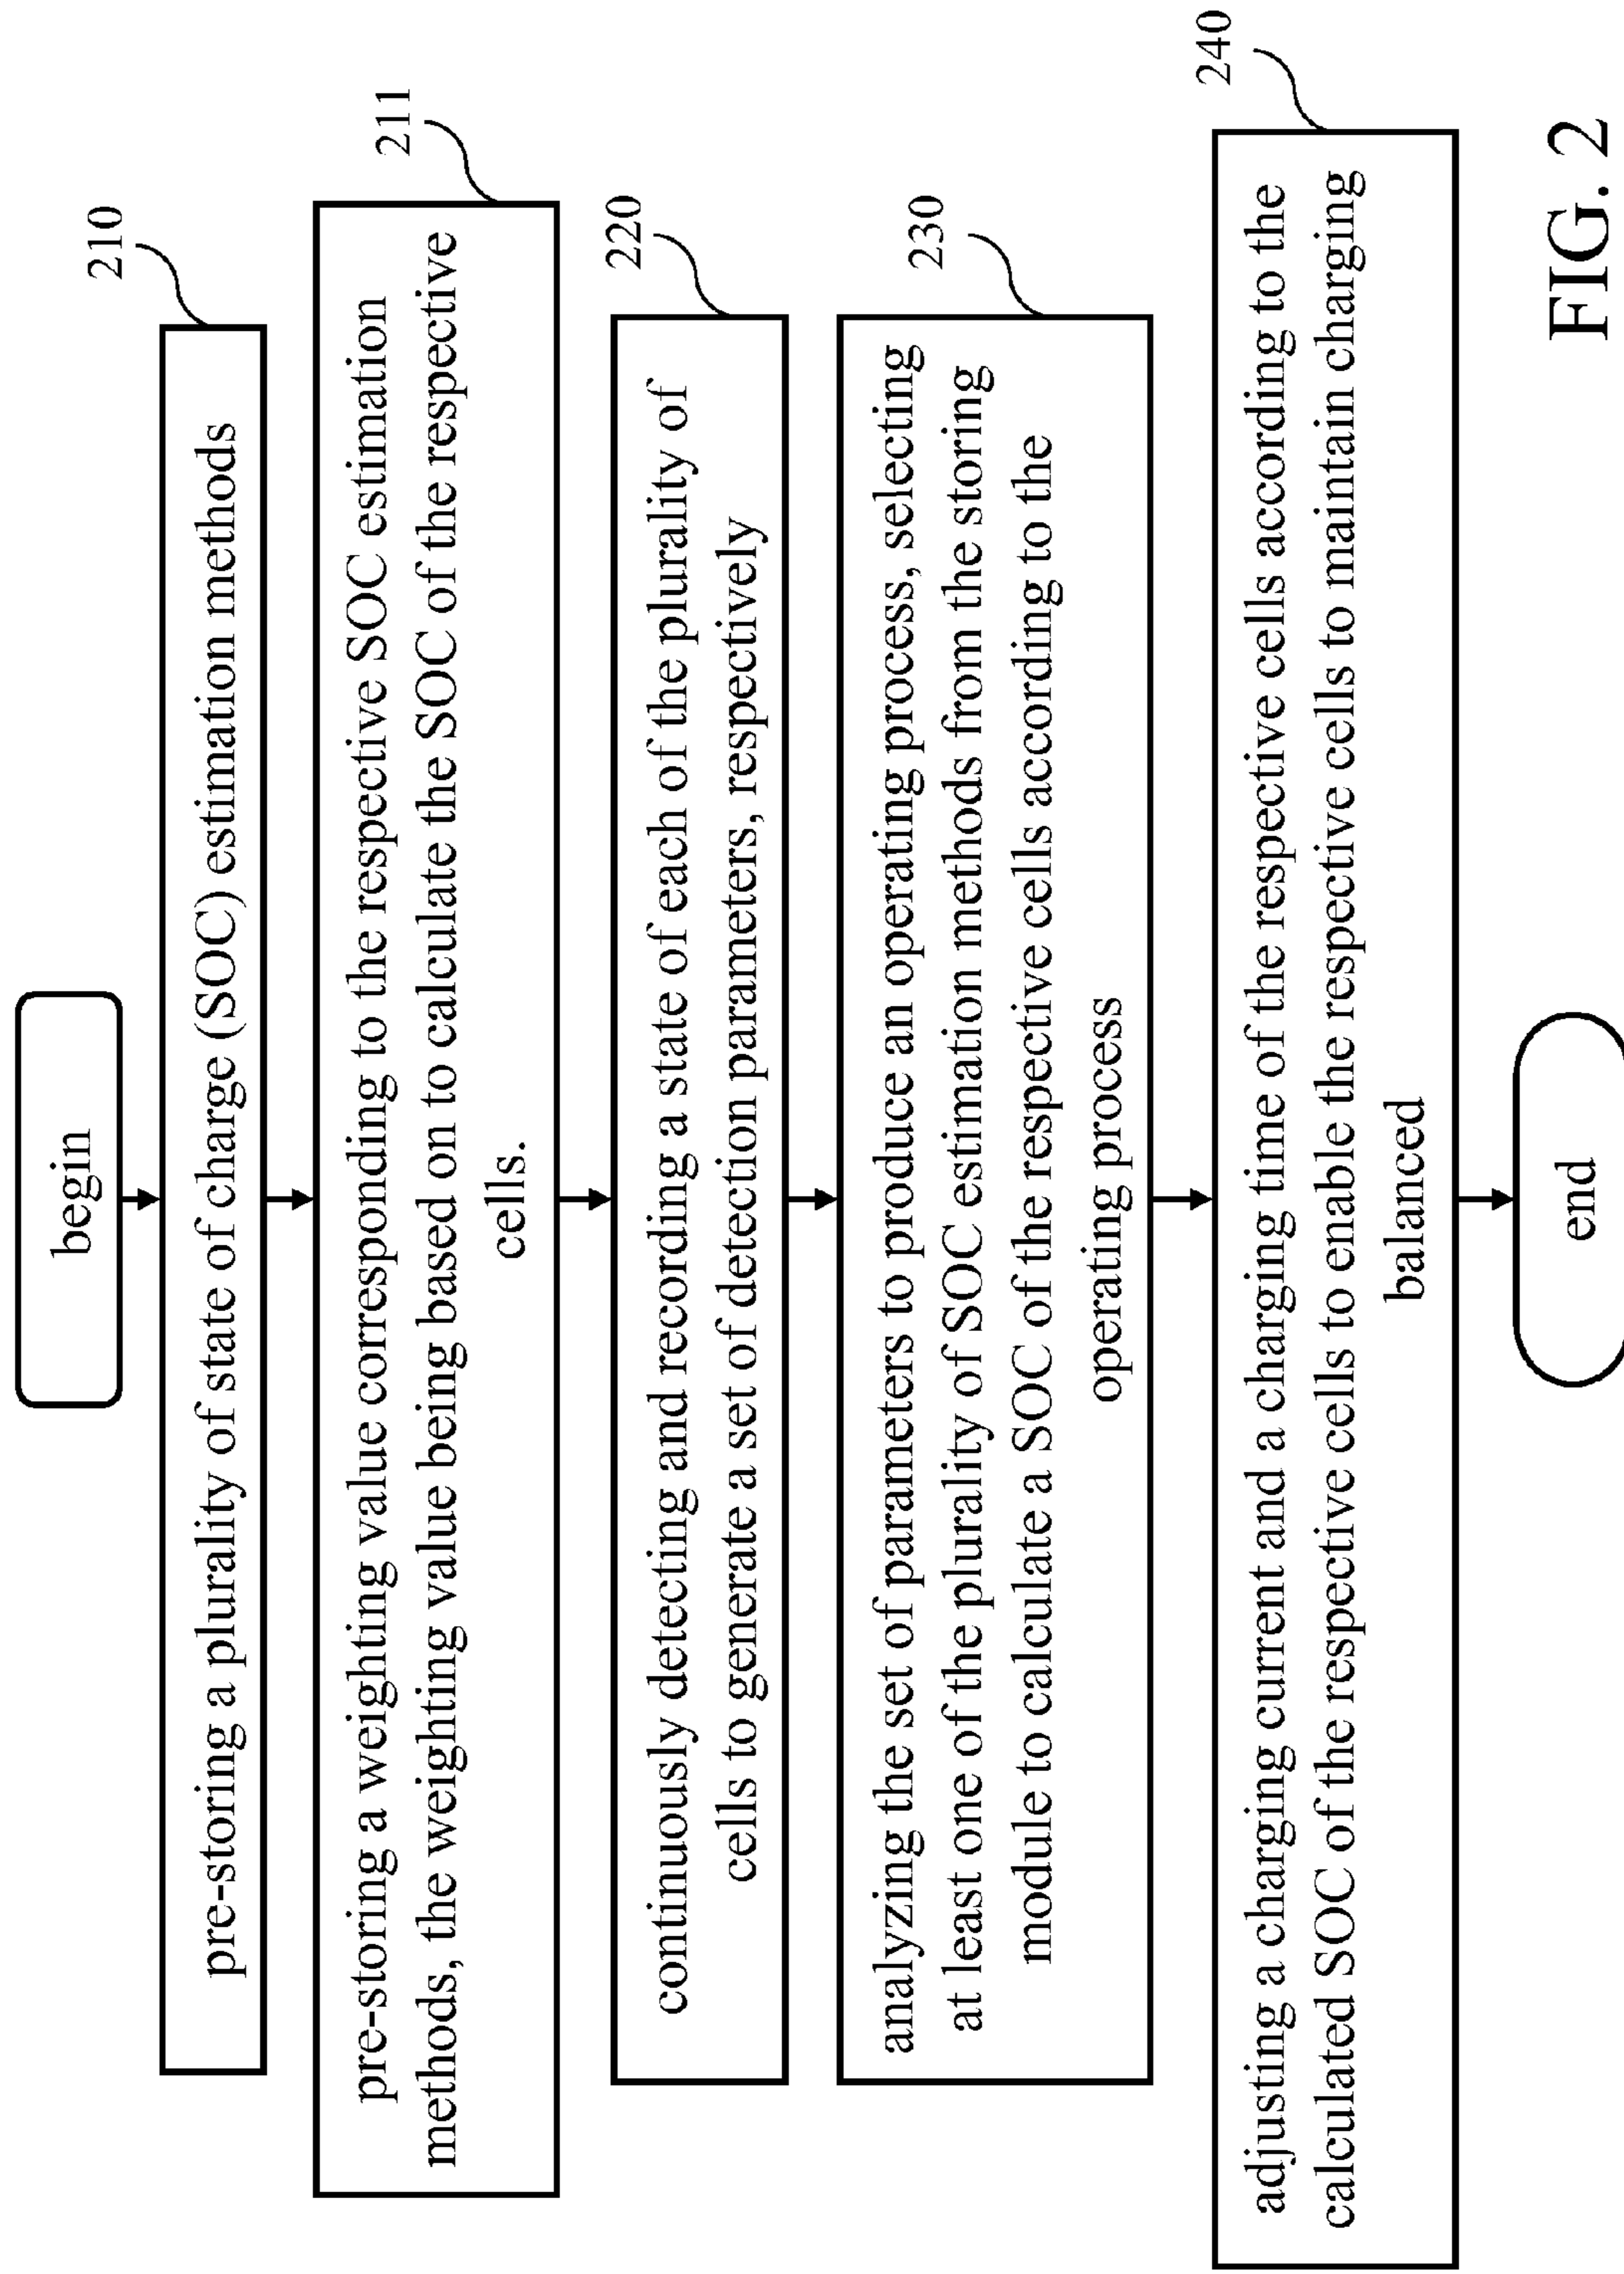 begin
210
pre-storing a plurality of state of charge (SOC) estimation methods
211
pre-storing a weighting value corresponding to the respective SOC estimation
methods, the weighting value being based on to calculate the SOC of the respective
cells.
220
continuously detecting and recording a state of each of the plurality of
cells to generate a set of detection parameters, respectively
230
analyzing the set of parameters to produce an operating process, selecting
at least one of the plurality of SOC estimation methods from the storing
module to calculate a SOC of the respective cells according to the
operating process
240
adjusting a charging current and a charging time of the respective cells according to the
calculated SOC of the respective cells to enable the respective cells to maintain charging
balanced
end
FIG. 2